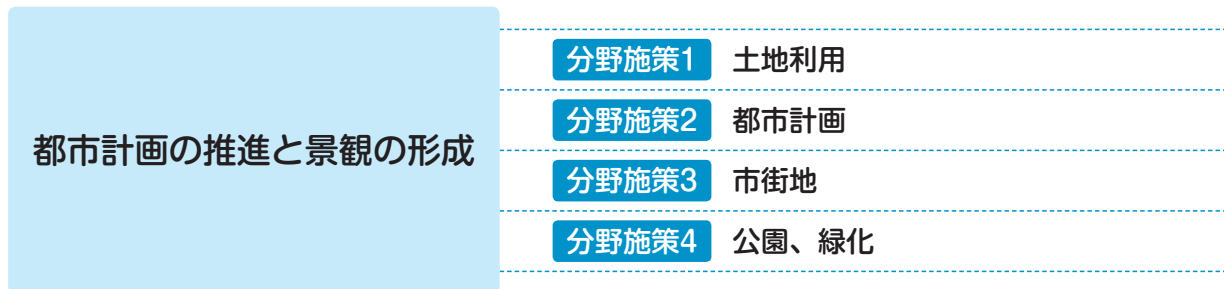 都市計画の推進と景観の形成
分野施策1 土地利用
分野施策2 都市計画
分野施策3 市街地
分野施策4 公園、緑化